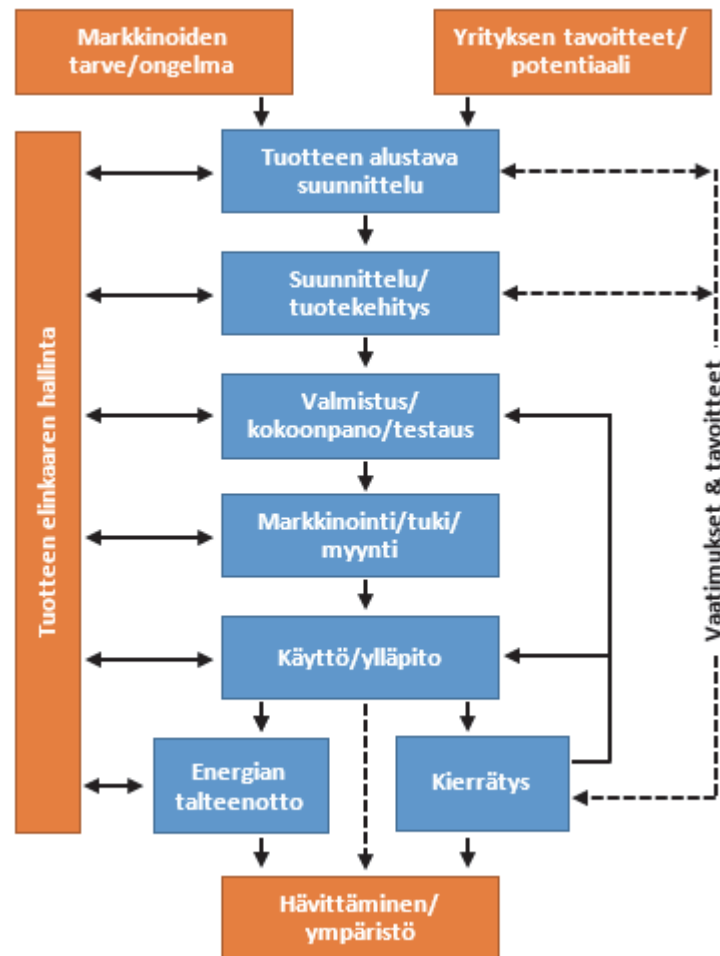 Markkinoiden
tarve/ongelma
Yrityksen tavoitteet/
potentiaali
Tuotteen alustava
suunnittelu
Suunnittelu/
tuotekehitys
Valmistus/
kokoonpano/testaus
Markkinointi/tuki/
myynti
Käyttö/ylläpito
Energian
talteenotto
Kierrätys
Hävittäminen/
ympäristö
Tuotteen elinkaaren hallinta
Vaatimukset & tavoitteet